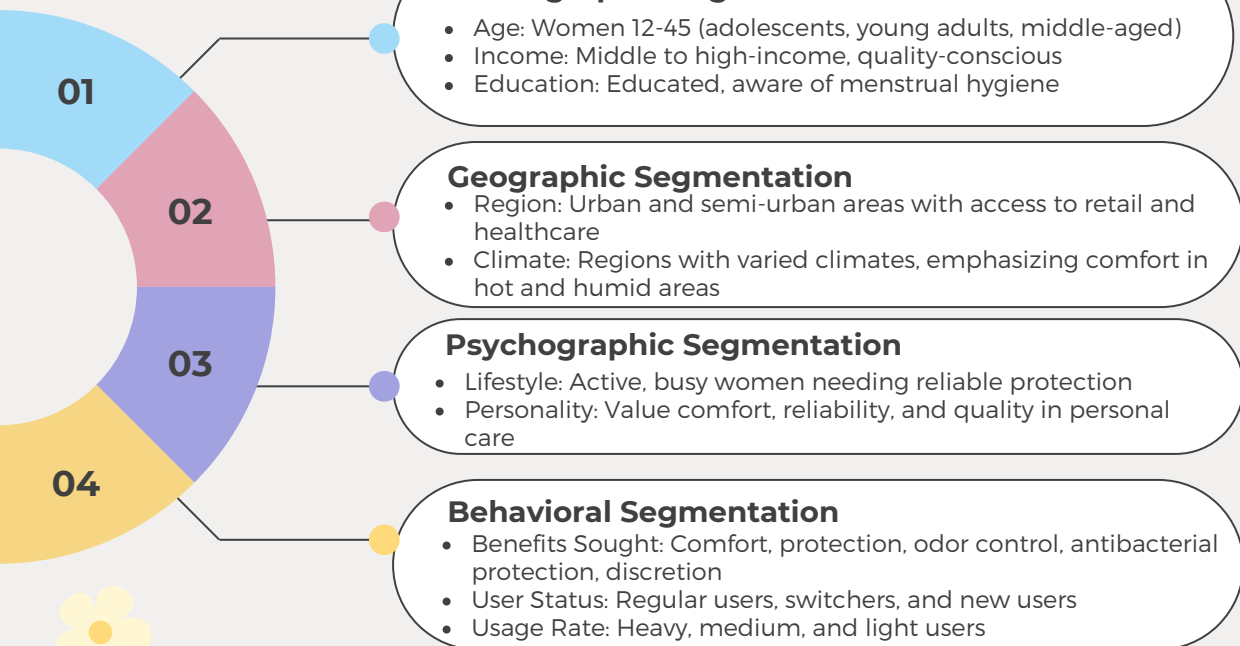 01
Age: Women 12-45 (adolescents, young adults, middle-aged)
Income: Middle to high-income, quality-conscious
Education: Educated, aware of menstrual hygiene
02
Geographic Segmentation
Region: Urban and semi-urban areas with access to retail and
healthcare
Climate: Regions with varied climates, emphasizing comfort in
hot and humid areas
03
Psychographic Segmentation
Lifestyle: Active, busy women needing reliable protection
Personality: Value comfort, reliability, and quality in personal
care
04
Behavioral Segmentation
Benefits Sought: Comfort, protection, odor control, antibacterial
protection, discretion
User Status: Regular users, switchers, and new users
Usage Rate: Heavy, medium, and light users